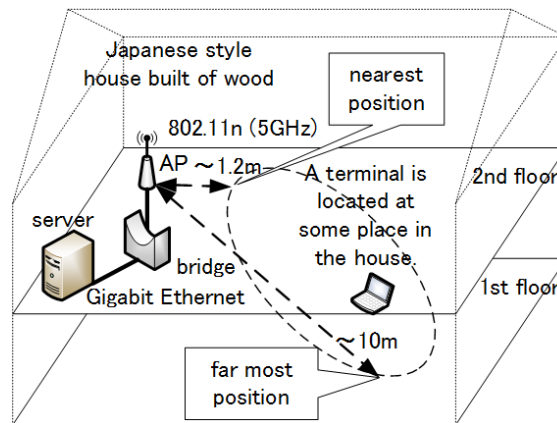 Japanese style
house built of wood
nearest
position
802.11n (5GHz)
AP ～1.2m
A terminal is
located at
some place in
the house.
2nd floor
server
bridge
Gigabit Ethernet
1st floor
～10m
far most
position